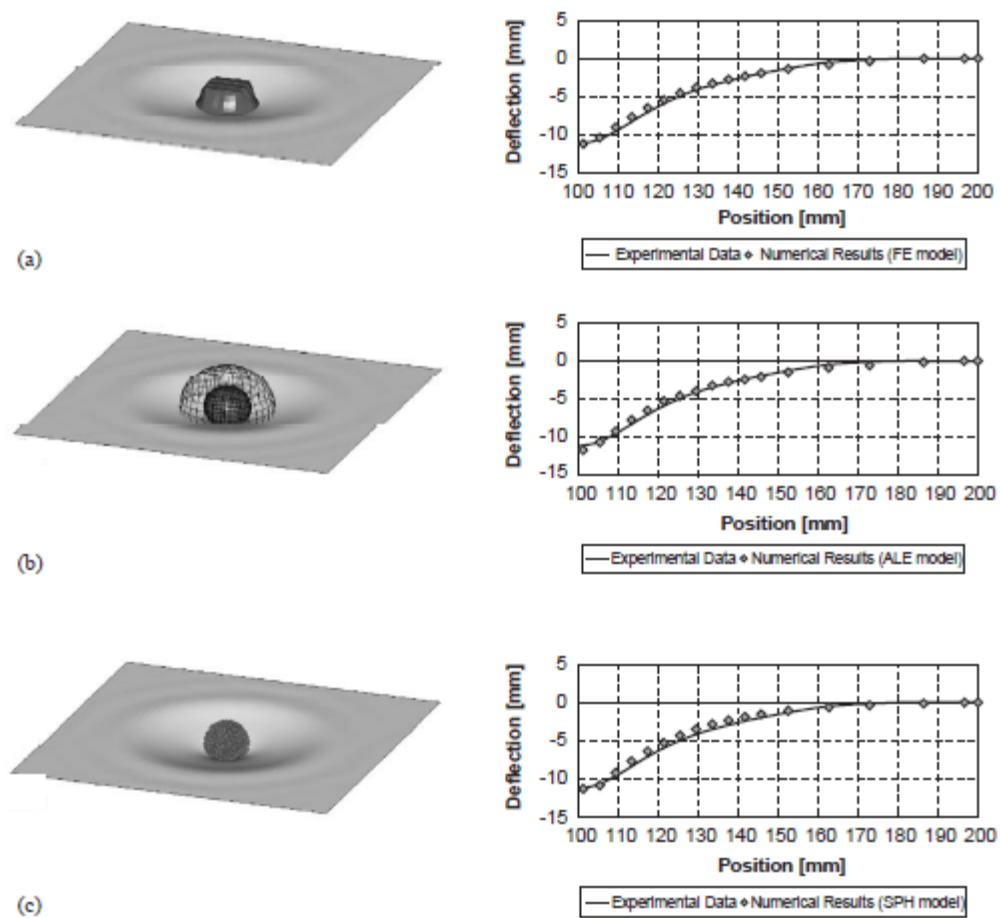 5
0
-5
-10
-15
Deflection [mm]
100 110 120 130 140 150 160 170 180 190 200
Position [mm]
Experimental Data Numerical Results (FE model)
(a)
5
0
-5
-10
-15
Deflection [mm]
100 110 120 130 140 150 160 170 180 190 200
Position [mm]
Experimental Data Numerical Results (ALE model)
(b)
5
0
-5
-10
-15
Deflection [mm]
100 110 120 130 140 150 160 170 180 190 200
Position [mm]
Experimental Data Numerical Results (SPH model)
(c)